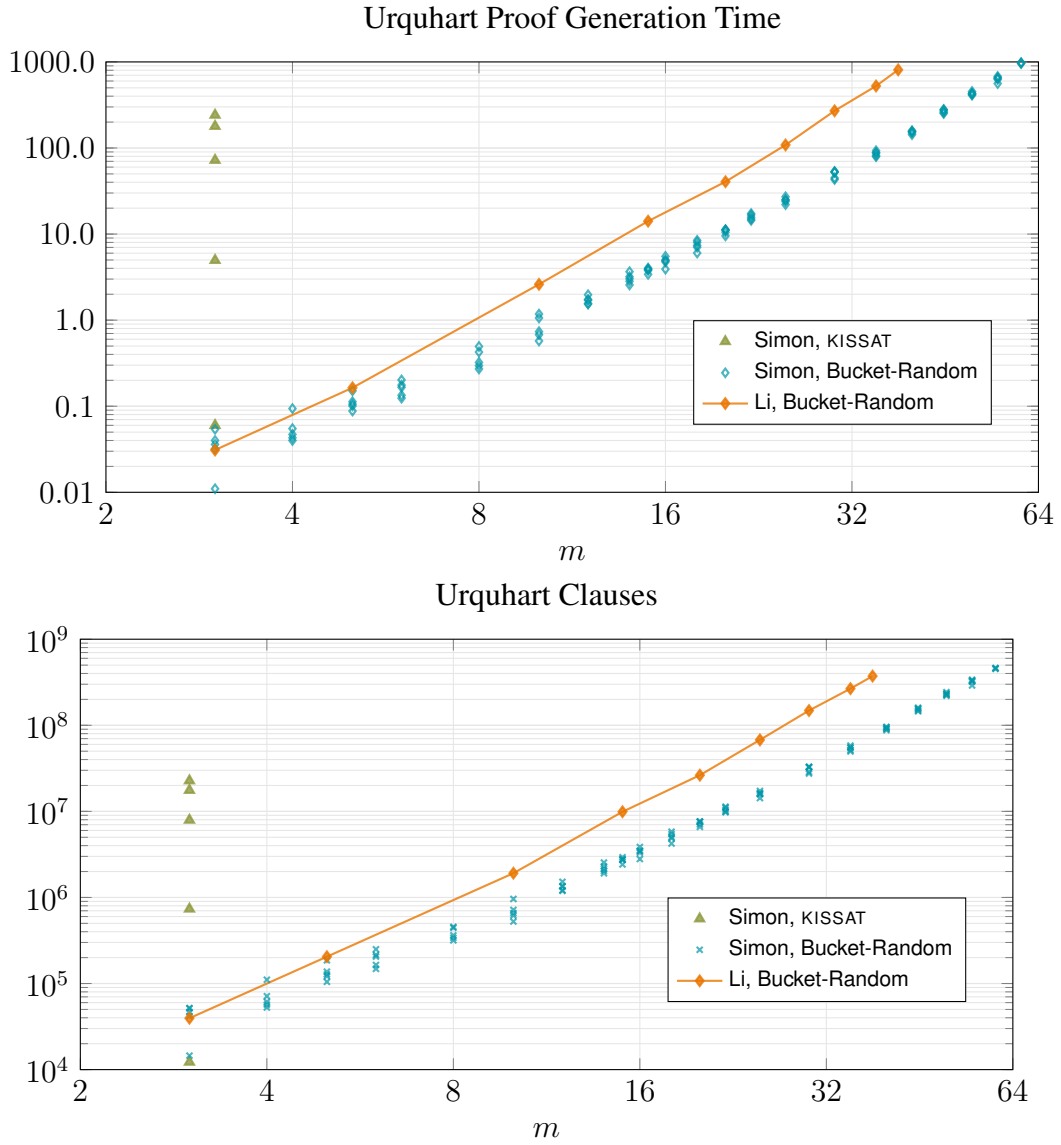 Urquhart Proof Generation Time
1000.0
100.0
10.0
1.0
0.1
0.01
Simon, KISSAT
Simon, Bucket-Random
Li, Bucket-Random
2 4 8 16 32 64
m
Urquhart Clauses
10^9
10^8
10^7
10^6
10^5
10^4
Simon, KISSAT
Simon, Bucket-Random
Li, Bucket-Random
2 4 8 16 32 64
m